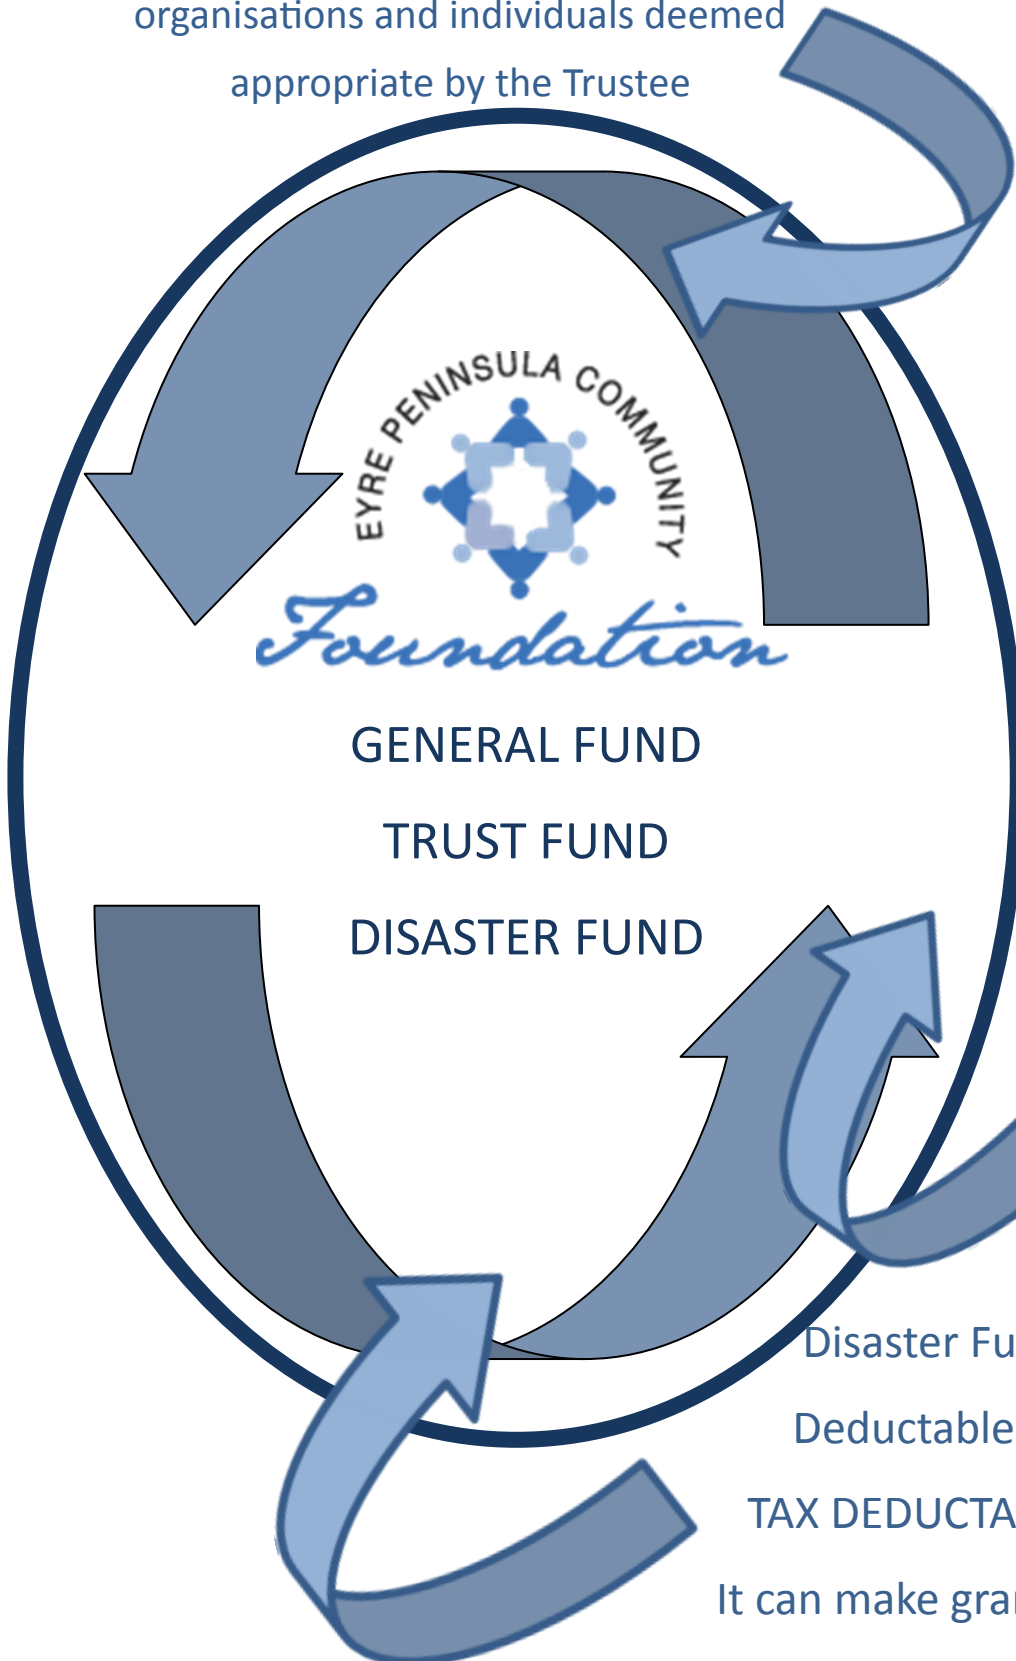 organisations and individuals deemed
appropriate by the Trustee
EYRE PENINSULA COMMUNITY
Foundation
GENERAL FUND
TRUST FUND
DISASTER FUND
Disaster Fu
Deductable
TAX DEDUCTA
It can make gra